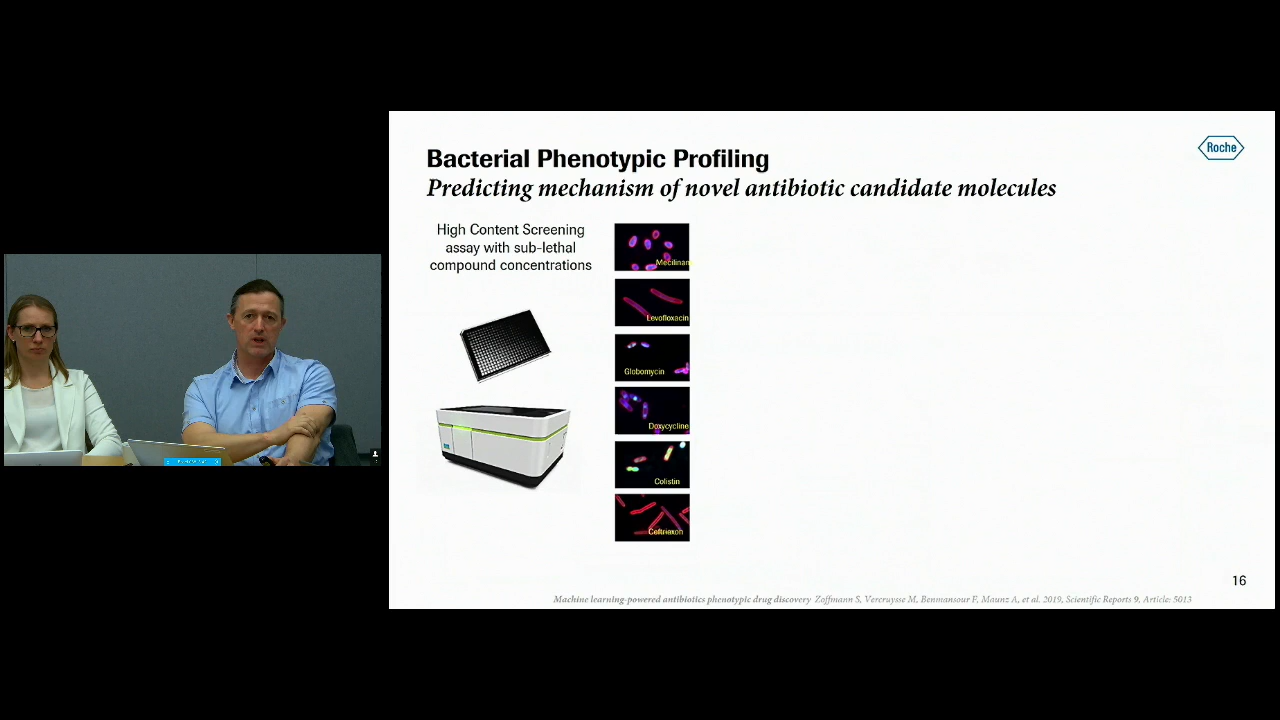 Bacterial Phenotypic Profiling
Predicting mechanism of novel antibiotic candidate molecules
Roche
High Content Screening
assay with sub-lethal
compound concentrations
Mecilinam
Levofloxacin
Globomycin
Doxycycline
Colistin
Ceftriaxon
16
Machine learning-powered antibiotics phenotypic drug discovery Zoffmann S, Vercruysse M, Benmansour F, Maunz A, et al. 2019, Scientific Reports 9, Article: 5013